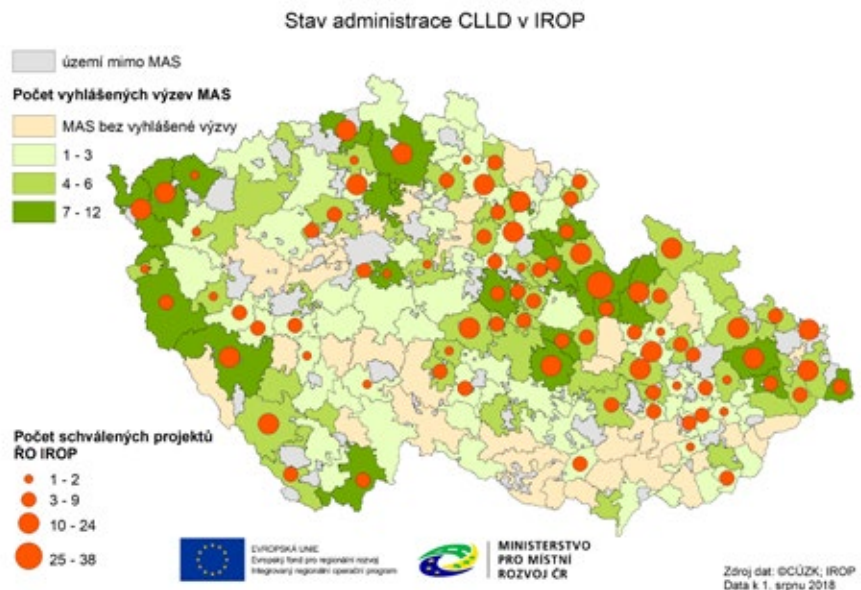 Stav administrace CLLD v IROP
území mimo MAS
Počet vyhlášených výzev MAS
MAS bez vyhlášené výzvy
1 - 3
4 - 6
7 - 12
Počet schválených projektů
ŘO IROP
1 - 2
3 - 9
10 - 24
25 - 38
EVROPSKÁ UNIE
Evropský fond pro regionální rozvoj
Integrovaný regionální operační program
MINISTERSTVO
PRO MÍSTNÍ
ROZVOJ ČR
Zdroj dat: ©CÚZK; IROP
Data k 1. srpnu 2018